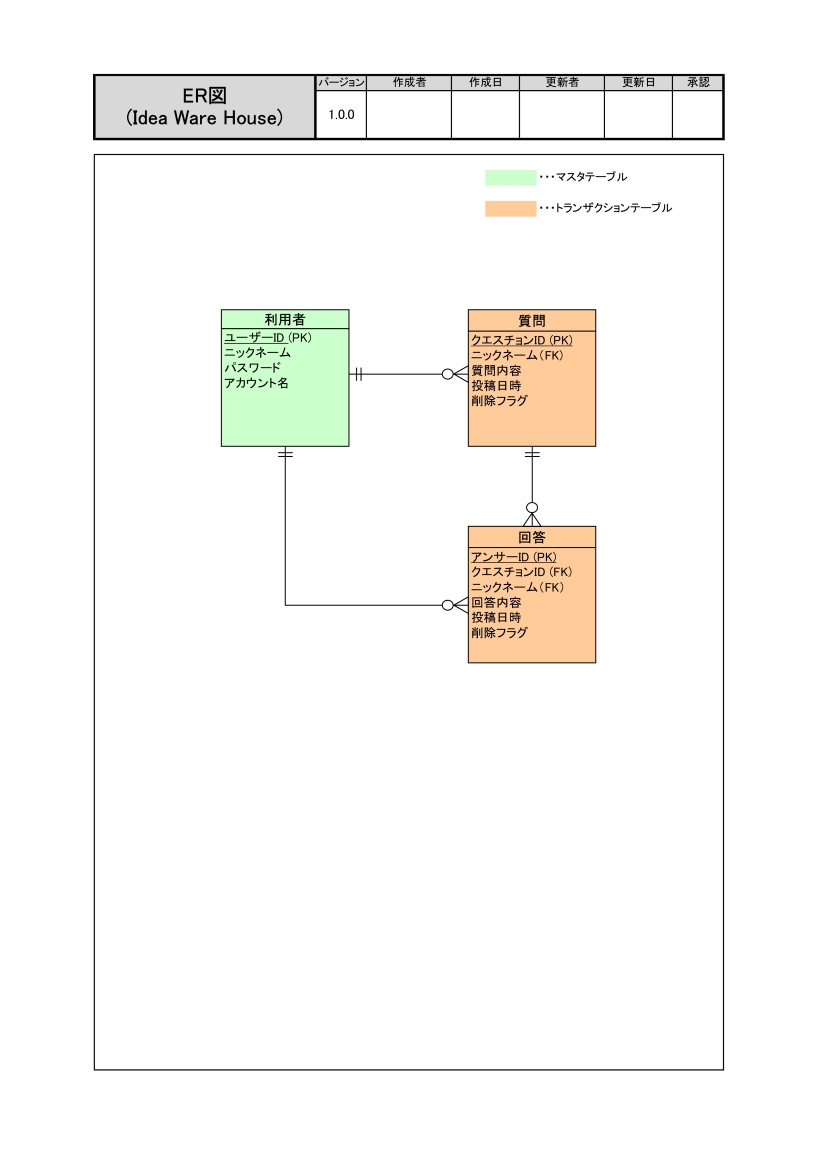 ER図
(Idea Ware House)
バージョン 作成者 作成日 更新者 更新日 承認
1.0.0
・・・マスタテーブル
・・・トランザクションテーブル
利用者
ユーザーID (PK)
ニックネーム
パスワード
アカウント名
質問
クエスチョンID (PK)
ニックネーム(FK)
質問内容
投稿日時
削除フラグ
回答
アンサーID (PK)
クエスチョンID (FK)
ニックネーム(FK)
回答内容
投稿日時
削除フラグ